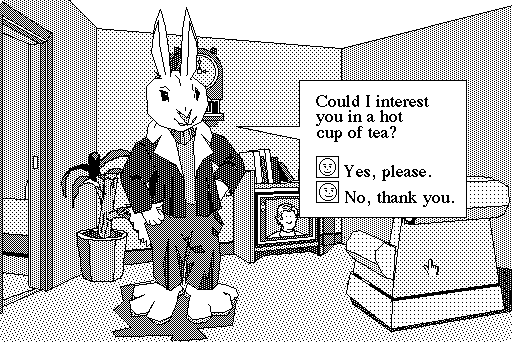 Could I interest
you in a hot
cup of tea?
Yes, please.
No, thank you.